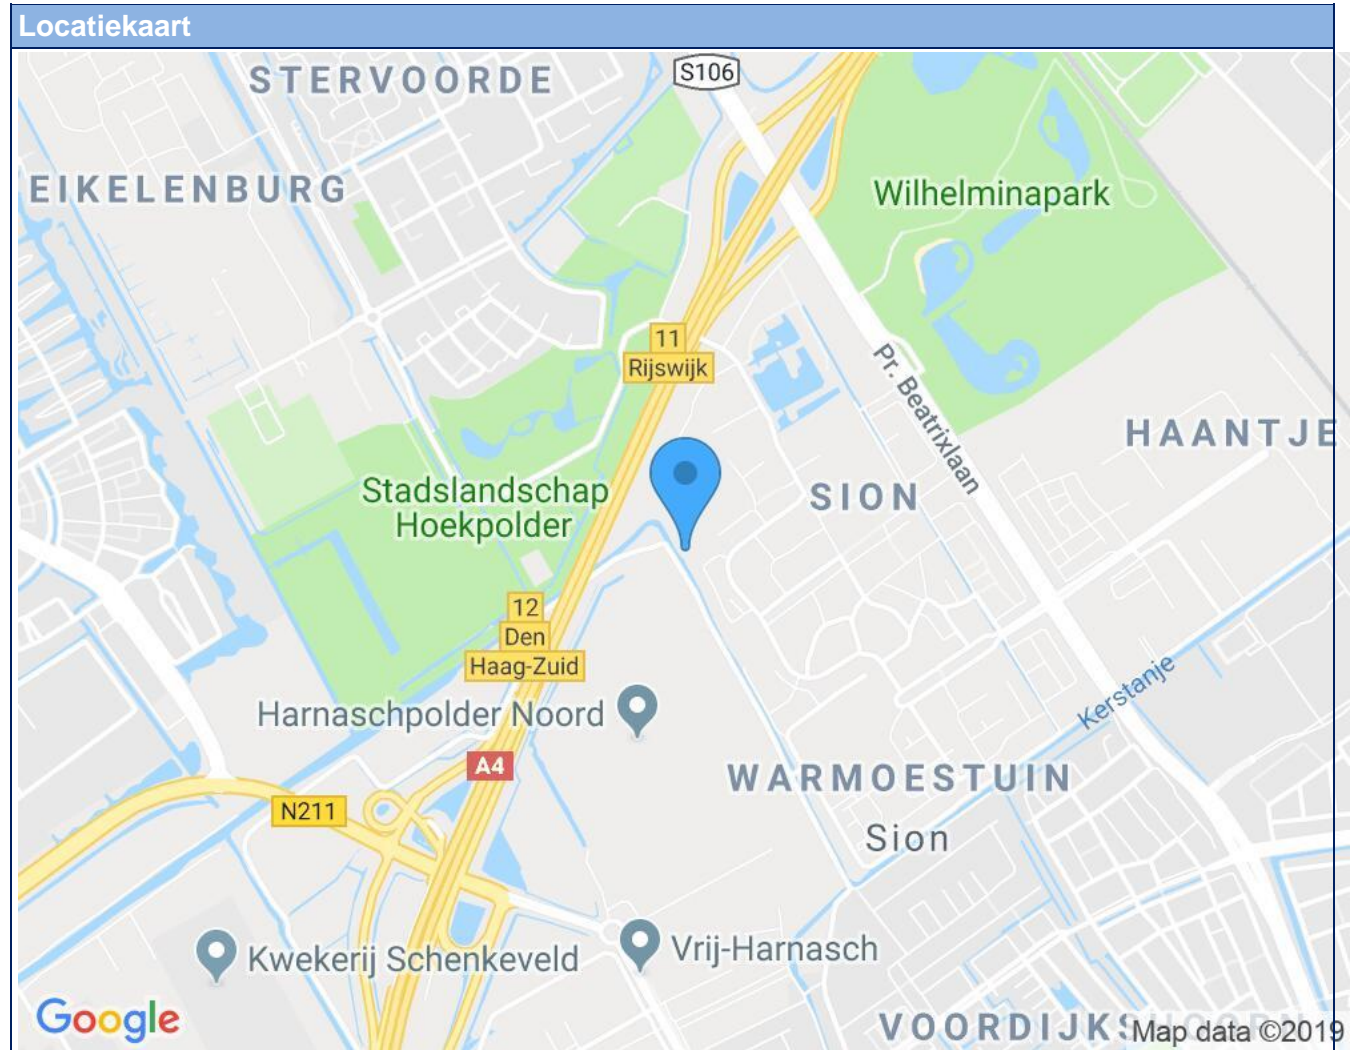 Locatiekaart
STERVOORDE
S106
EIKELENBURG
Wilhelminapark
11
Rijswijk
Pr. Beatrixlaan
HAANTJE
Stadslandschap
Hoekpolder
SION
12
Den
Haag-Zuid
Kerstanje
Harnaschpolder Noord
A4
WARMOESTUIN
N211
Sion
Vrij-Harnasch
Kwekerij Schenkeveld
Google
VOORDIJKSHOORN
Map data ©2019